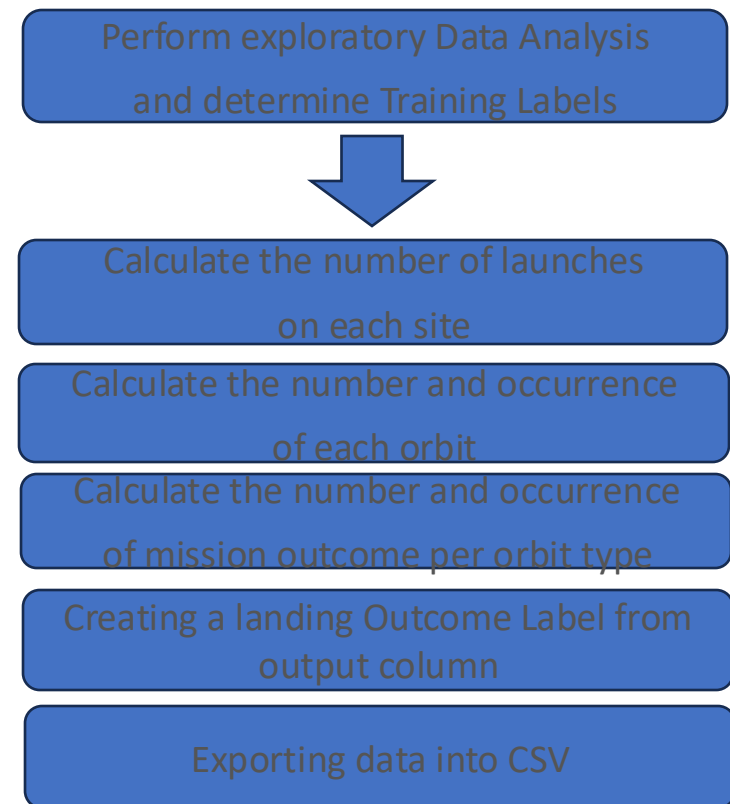 Perform exploratory Data Analysis
and determine Training Labels
Calculate the number of launches
on each site
Calculate the number and occurrence
of each orbit
Calculate the number and occurrence
of mission outcome per orbit type
Creating a landing Outcome Label from
output column
Exporting data into CSV